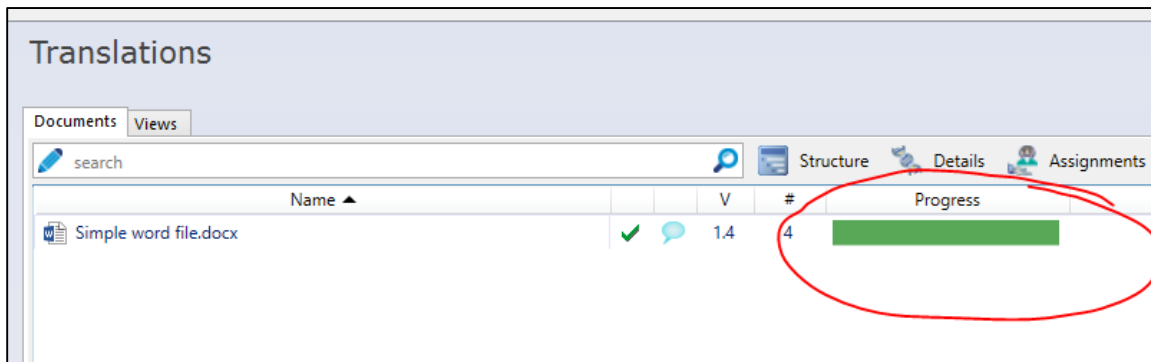 Translations
Documents Views
search Structure Details Assignments
Name V # Progress
Simple word file.docx 1.4 4